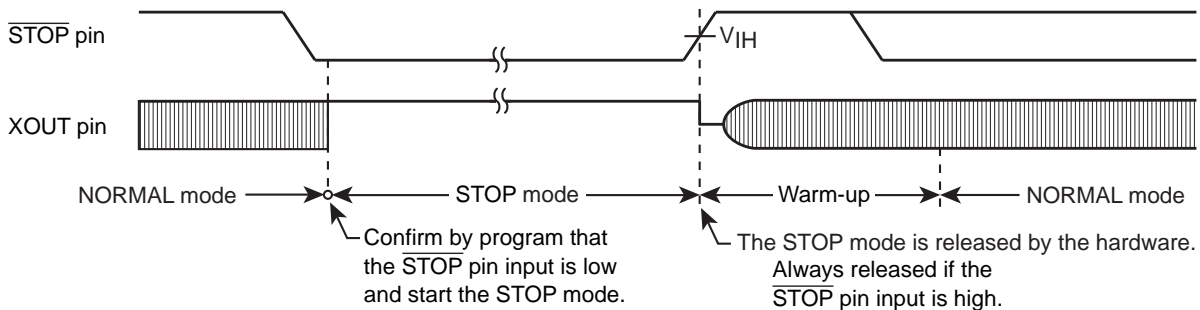 STOP pin
VIH
XOUT pin
NORMAL mode
STOP mode
Warm-up
NORMAL mode
Confirm by program that
the STOP pin input is low
and start the STOP mode.
The STOP mode is released by the hardware.
Always released if the
STOP pin input is high.